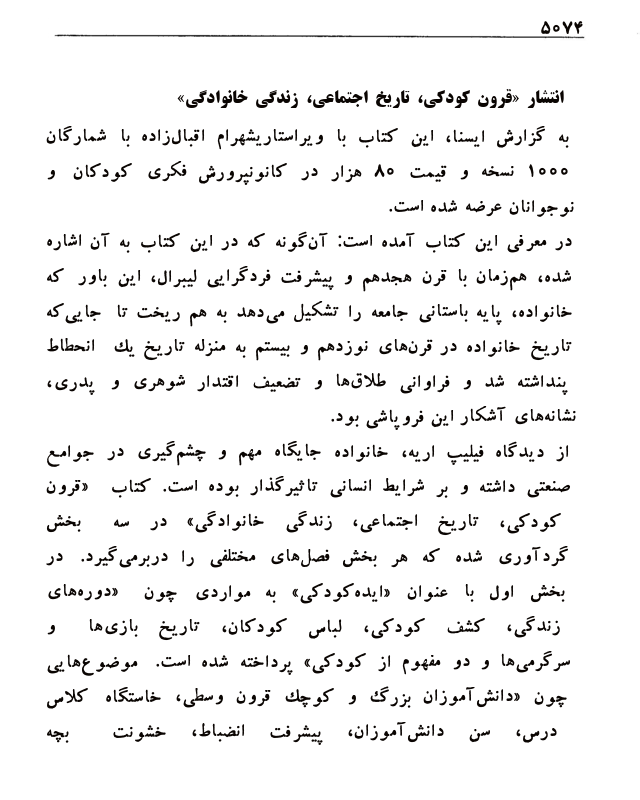 ۵۰۷۴
انتشار «قرون کودکی، تاریخ اجتماعی، زندگی خانوادگی»
به گزارش ایسنا، این کتاب با ویراستاریشهرام اقبال‌زاده با شمارگان
۱۰۰۰ نسخه و قیمت ۸۰ هزار در کانونپرورش فکری کودکان و
نوجوانان عرضه شده است.
در معرفی این کتاب آمده است: آن‌گونه که در این کتاب به آن اشاره
شده، هم‌زمان با قرن هجدهم و پیشرفت فردگرایی لیبرال، این باور که
خانواده، پایه باستانی جامعه را تشکیل می‌دهد به هم ریخت تا جایی‌که
تاریخ خانواده در قرن‌های نوزدهم و بیستم به منزله تاریخ یك انحطاط
پنداشته شد و فراوانی طلاق‌ها و تضعیف اقتدار شوهری و پدری،
نشانه‌های آشکار این فروپاشی بود.
از دیدگاه فیلیپ اریه، خانواده جایگاه مهم و چشم‌گیری در جوامع
صنعتی داشته و بر شرایط انسانی تاثیرگذار بوده است. کتاب «قرون
کودکی، تاریخ اجتماعی، زندگی خانوادگی» در سه بخش
گردآوری شده که هر بخش فصل‌های مختلفی را دربرمی‌گیرد. در
بخش اول با عنوان «ایده‌کودکی» به مواردی چون «دوره‌های
زندگی، کشف کودکی، لباس کودکان، تاریخ بازی‌ها و
سرگرمی‌ها و دو مفهوم از کودکی» پرداخته شده است. موضوع‌هایی
چون «دانش‌آموزان بزرگ و کوچك قرون وسطی، خاستگاه کلاس
درس، سن دانش‌آموزان، پیشرفت انضباط، خشونت بچه